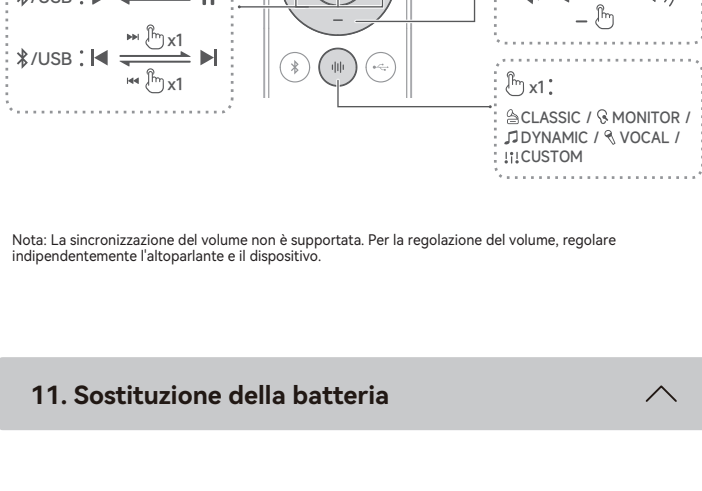 /USB :
x1
/USB :
x1
–
–
x1:
CLASSIC / MONITOR /
DYNAMIC / VOCAL /
CUSTOM
Nota: La sincronizzazione del volume non è supportata. Per la regolazione del volume, regolare
indipendentemente l'altoparlante e il dispositivo.
11. Sostituzione della batteria